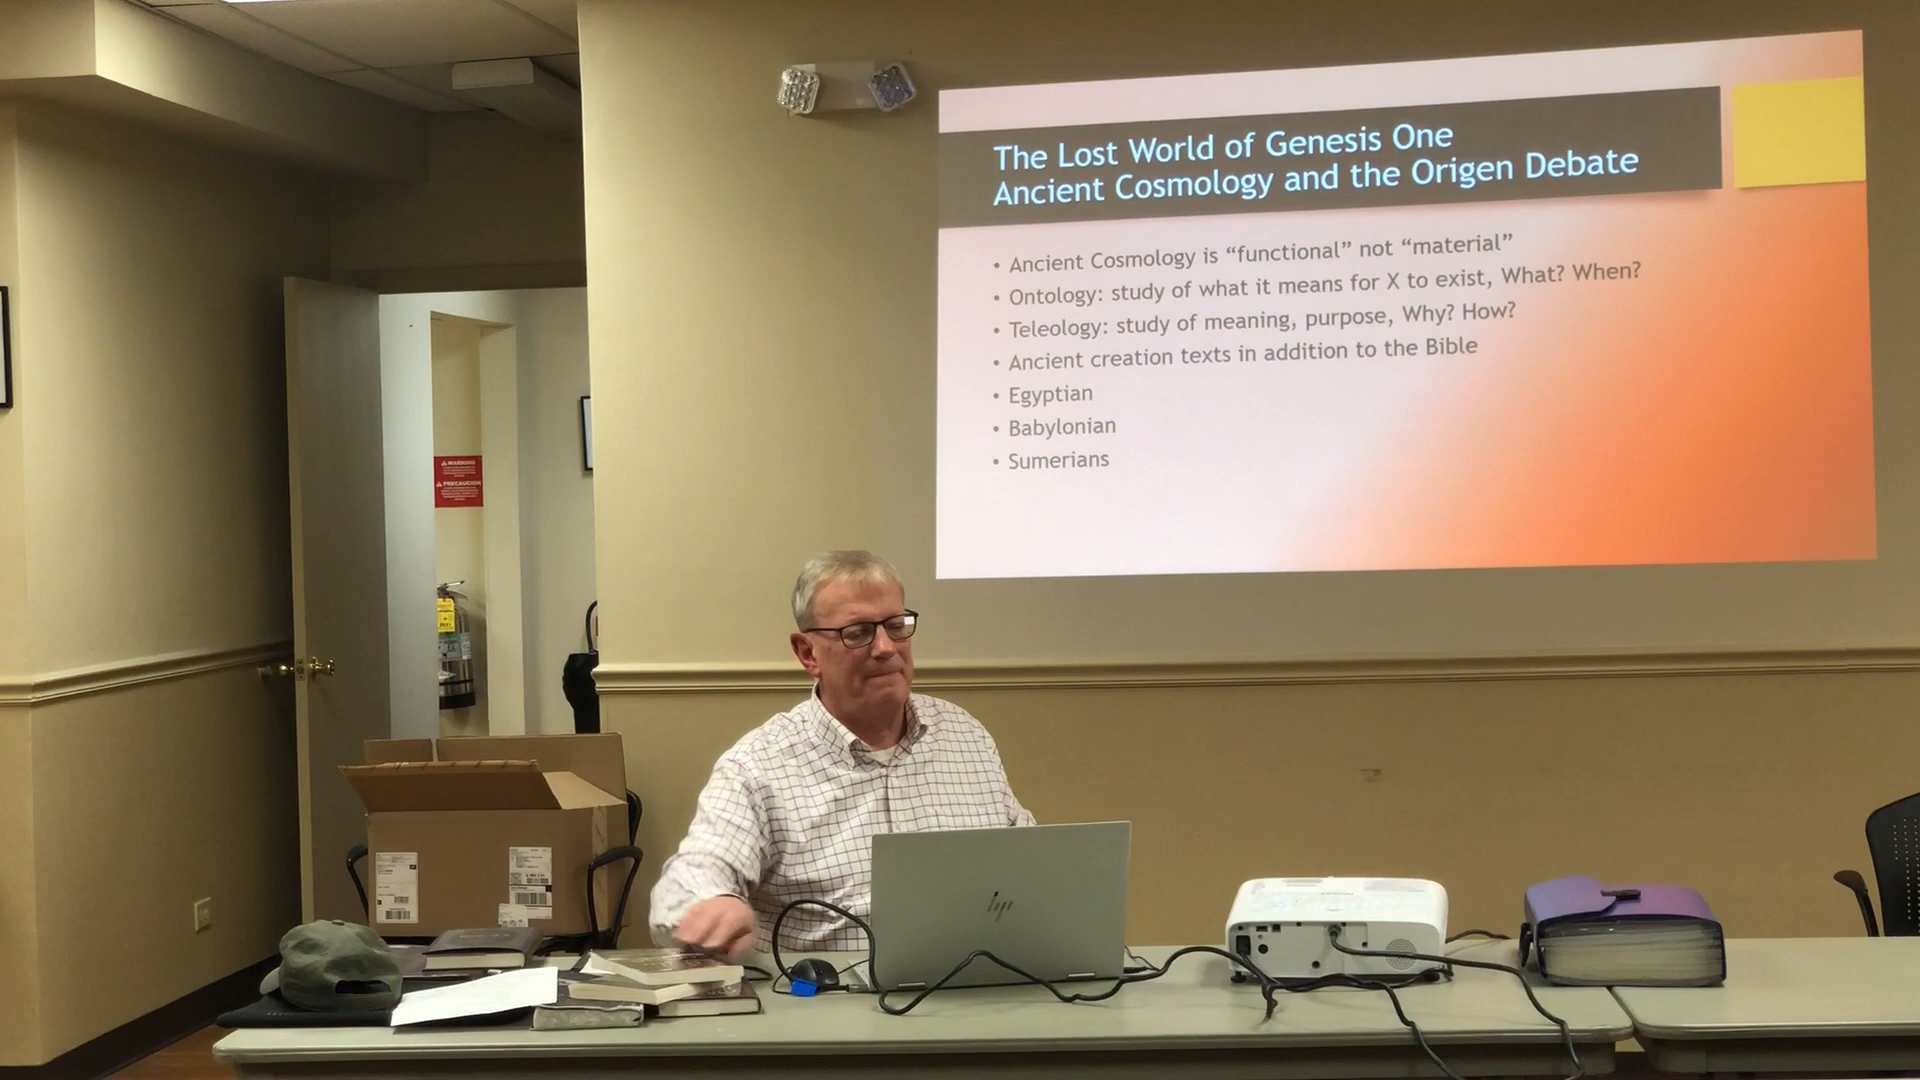 The Lost World of Genesis One
Ancient Cosmology and the Origen Debate
• Ancient Cosmology is “functional” not “material”
• Ontology: study of what it means for X to exist, What? When?
• Teleology: study of meaning, purpose, Why? How?
• Ancient creation texts in addition to the Bible
• Egyptian
• Babylonian
• Sumerians
WARNING
PRECAUCION
hp